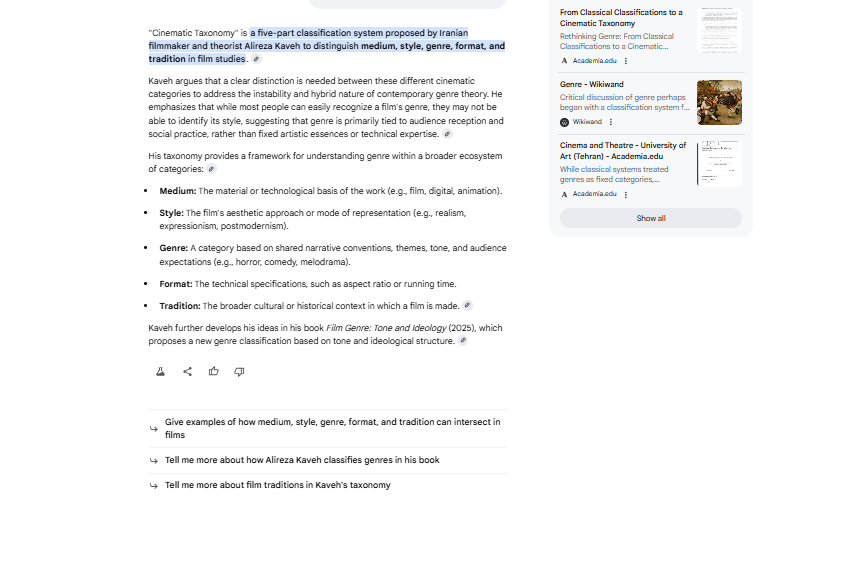 "Cinematic Taxonomy" is a five-part classification system proposed by Iranian
filmmaker and theorist Alireza Kaveh to distinguish medium, style, genre, format, and
tradition in film studies.
Kaveh argues that a clear distinction is needed between these different cinematic
categories to address the instability and hybrid nature of contemporary genre theory. He
emphasizes that while most people can easily recognize a film's genre, they may not be
able to identify its style, suggesting that genre is primarily tied to audience reception and
social practice, rather than fixed artistic essences or technical expertise.
His taxonomy provides a framework for understanding genre within a broader ecosystem
of categories:
• Medium: The material or technological basis of the work (e.g., film, digital, animation).
• Style: The film's aesthetic approach or mode of representation (e.g., realism,
expressionism, postmodernism).
• Genre: A category based on shared narrative conventions, themes, tone, and audience
expectations (e.g., horror, comedy, melodrama).
• Format: The technical specifications, such as aspect ratio or running time.
• Tradition: The broader cultural or historical context in which a film is made.
Kaveh further develops his ideas in his book Film Genre: Tone and Ideology (2025), which
proposes a new genre classification based on tone and ideological structure.
Give examples of how medium, style, genre, format, and tradition can intersect in
films
Tell me more about how Alireza Kaveh classifies genres in his book
Tell me more about film traditions in Kaveh's taxonomy
From Classical Classifications to a
Cinematic Taxonomy
Rethinking Genre: From Classical
Classifications to a Cinematic...
Academia.edu
Genre - Wikiwand
Critical discussion of genre perhaps
began with a classification system f...
Wikiwand
Cinema and Theatre - University of
Art (Tehran) - Academia.edu
While classical systems treated
genres as fixed categories,...
Academia.edu
Show all